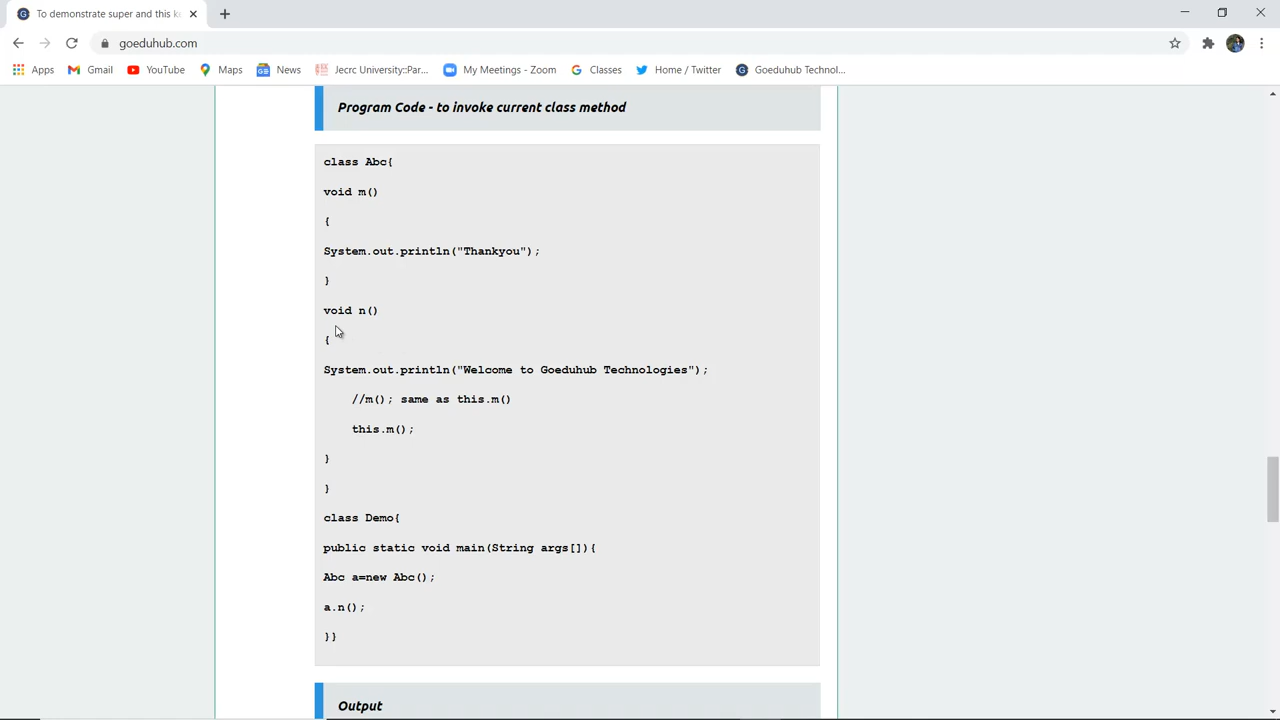 To demonstrate super and this k
goeduhub.com
Apps
Gmail
YouTube
Maps
News
Jecrc University::Par...
My Meetings - Zoom
Classes
Home / Twitter
Goeduhub Technol...
Program Code - to invoke current class method
class Abc{
void m()
{
System.out.println("Thankyou");
}
void n()
{
System.out.println("Welcome to Goeduhub Technologies");
//m(); same as this.m()
this.m();
}
}
class Demo{
public static void main(String args[]){
Abc a=new Abc();
a.n();
}}
Output